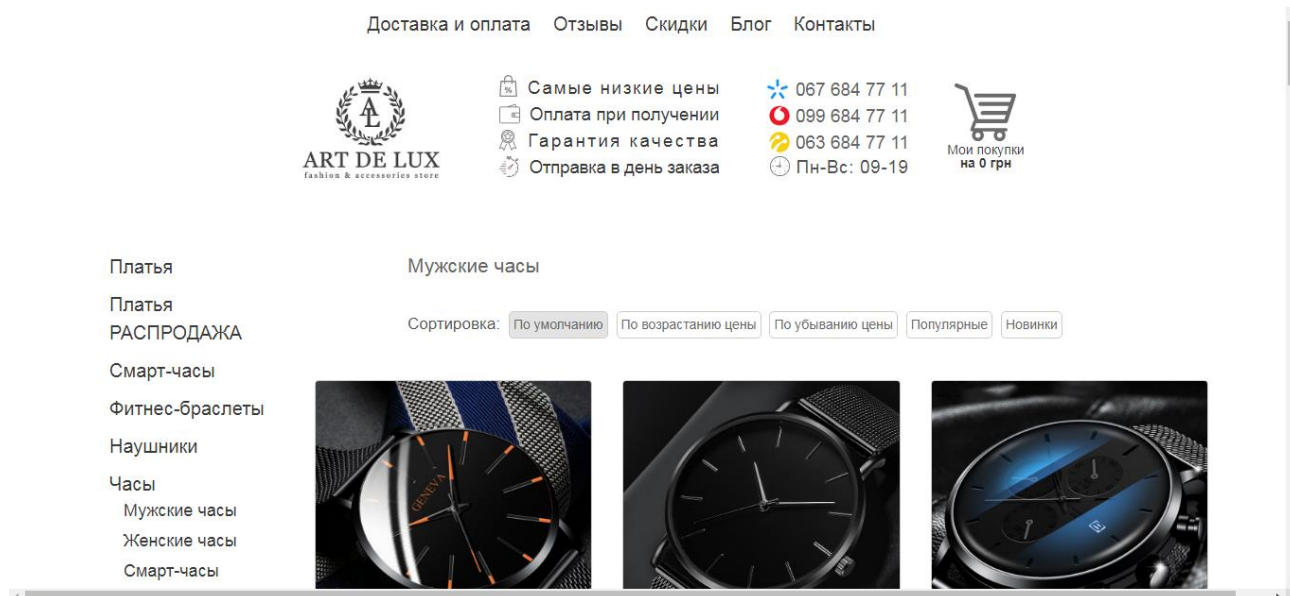 Доставка и оплата Отзывы Скидки Блог Контакты
ART DE LUX
fashion & accessories store
Самые низкие цены
Оплата при получении
Гарантия качества
Отправка в день заказа
067 684 77 11
099 684 77 11
063 684 77 11
Пн-Вс: 09-19
Мои покупки
на 0 грн
Платья
Платья
РАСПРОДАЖА
Смарт-часы
Фитнес-браслеты
Наушники
Часы
Мужские часы
Женские часы
Смарт-часы
Мужские часы
Сортировка: По умолчанию По возрастанию цены По убыванию цены Популярные Новинки
GENEVA